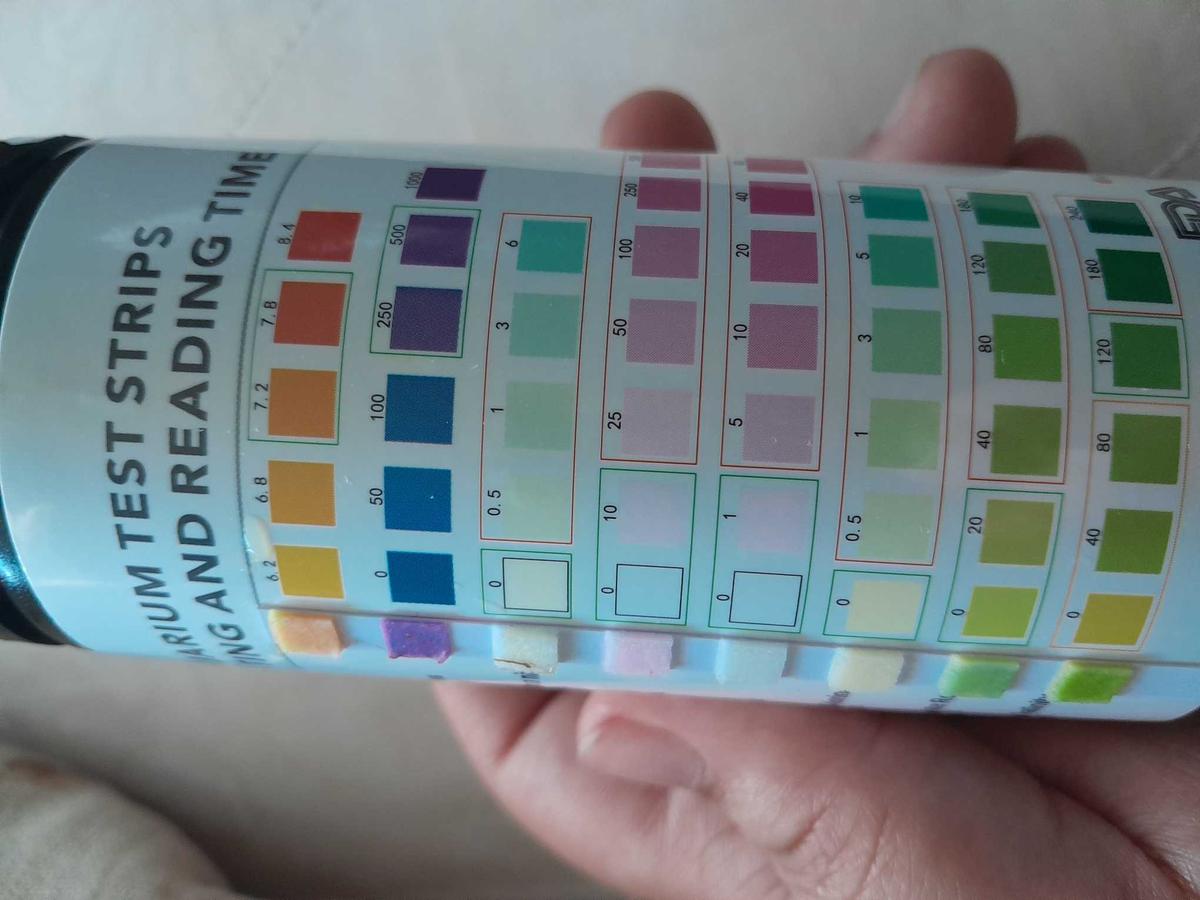 ARIUM TEST STRIPS
ING AND READING TIME
6.2 6.8 7.2 7.8 8.4
0 50 100 250 500 1000
0 0.5 1 3 6
0 10 25 50 100 250
0 1 5 10 20 40
0 0.5 1 3 5 10
0 20 40 80 120 180
0 40 80 120 180 240